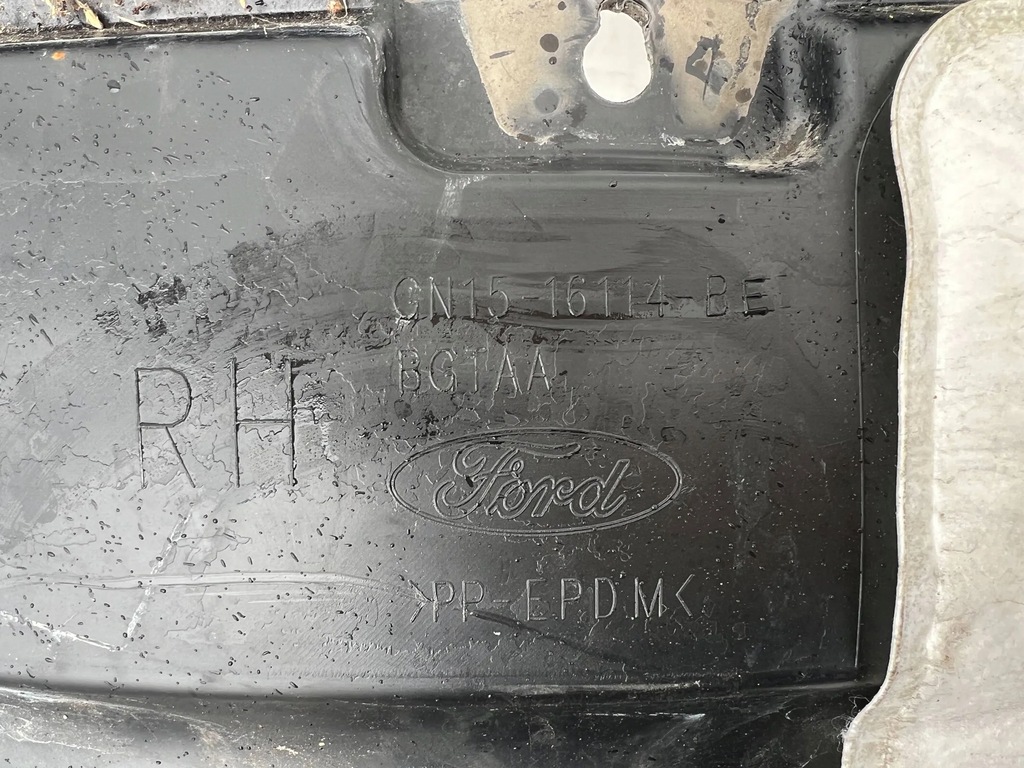 GN15-16114-BE
BGTAA
RH
Ford
>PP-EPDM<